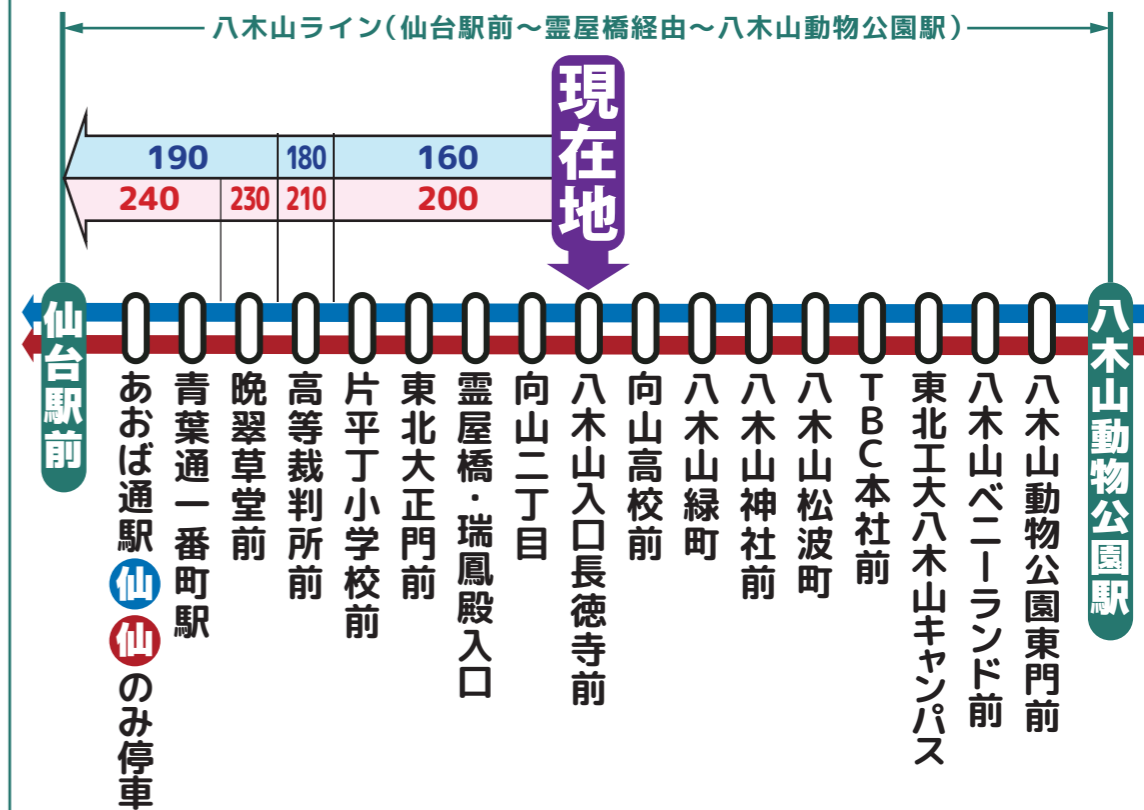 八木山ライン(仙台駅前～霊屋橋経由～八木山動物公園駅)
現在地
190 180 160
240 230 210 200
仙台駅前
あおば通駅 仙 仙 のみ停車
青葉通一番町駅
晩翠草堂前
高等裁判所前
片平丁小学校前
東北大正門前
霊屋橋・瑞鳳殿入口
向山二丁目
八木山入口長徳寺前
向山高校前
八木山緑町
八木山神社前
八木山松波町
TBC本社前
東北工大八木山キャンパス
八木山ベニーランド前
八木山動物公園東門前
八木山動物公園駅